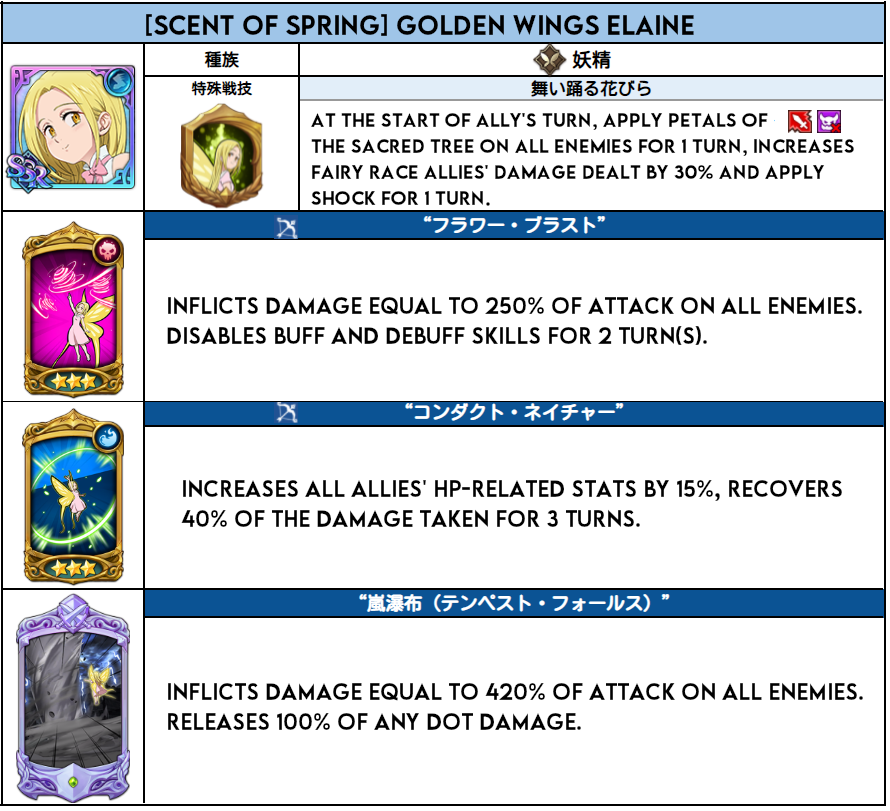 [SCENT OF SPRING] GOLDEN WINGS ELAINE
種族
妖精
SSR
特殊戦技
舞い踊る花びら
AT THE START OF ALLY'S TURN, APPLY PETALS OF
THE SACRED TREE ON ALL ENEMIES FOR 1 TURN, INCREASES
FAIRY RACE ALLIES' DAMAGE DEALT BY 30% AND APPLY
SHOCK FOR 1 TURN.
“フラワー・ブラスト”
INFLICTS DAMAGE EQUAL TO 250% OF ATTACK ON ALL ENEMIES.
DISABLES BUFF AND DEBUFF SKILLS FOR 2 TURN(S).
“コンダクト・ネイチャー”
INCREASES ALL ALLIES' HP-RELATED STATS BY 15%, RECOVERS
40% OF THE DAMAGE TAKEN FOR 3 TURNS.
“嵐瀑布（テンペスト・フォールス）”
INFLICTS DAMAGE EQUAL TO 420% OF ATTACK ON ALL ENEMIES.
RELEASES 100% OF ANY DOT DAMAGE.